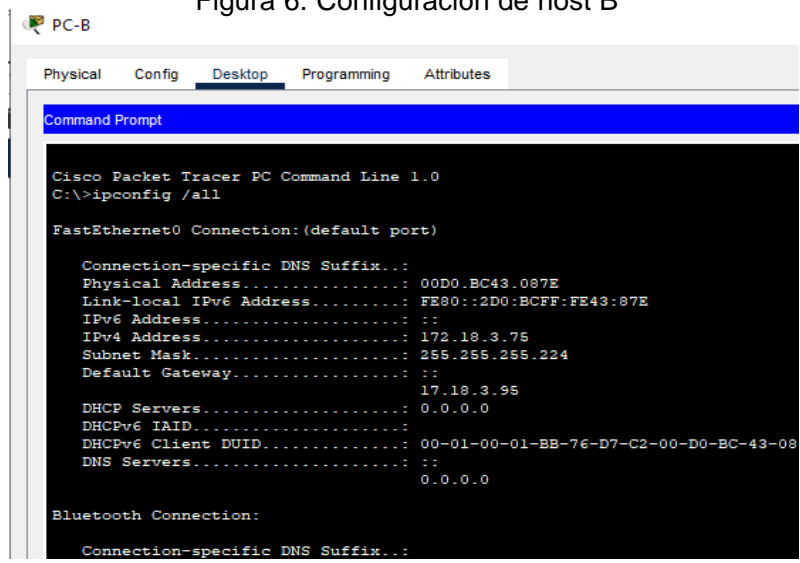 Figura 6. Configuración de host B
PC-B
Physical Config Desktop Programming Attributes
Command Prompt
Cisco Packet Tracer PC Command Line 1.0
C:\>ipconfig /all
FastEthernet0 Connection:(default port)
Connection-specific DNS Suffix..:
Physical Address................: 00D0.BC43.087E
Link-local IPv6 Address.........: FE80::2D0:BCFF:FE43:87E
IPv6 Address....................: ::
IPv4 Address....................: 172.18.3.75
Subnet Mask.....................: 255.255.255.224
Default Gateway.................: ::
17.18.3.95
DHCP Servers....................: 0.0.0.0
DHCPv6 IAID.....................:
DHCPv6 Client DUID..............: 00-01-00-01-BB-76-D7-C2-00-D0-BC-43-08
DNS Servers.....................: ::
0.0.0.0
Bluetooth Connection:
Connection-specific DNS Suffix..: